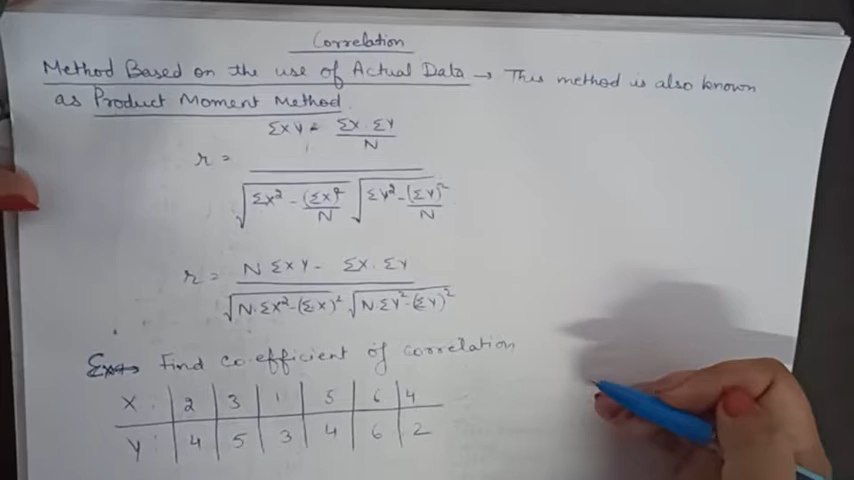 Correlation
Method Based on the use of Actual Data → This method is also known
as Product Moment Method
r = ΣXY - ΣX · ΣY / N
√ΣX² - (ΣX)² / N √ΣY² - (ΣY)² / N
r = N ΣXY - ΣX · ΣY
√N·ΣX² - (ΣX)² √N·ΣY² - (ΣY)²
Ex → Find co-efficient of correlation
X : 2 3 1 5 6 4
Y : 4 5 3 4 6 2